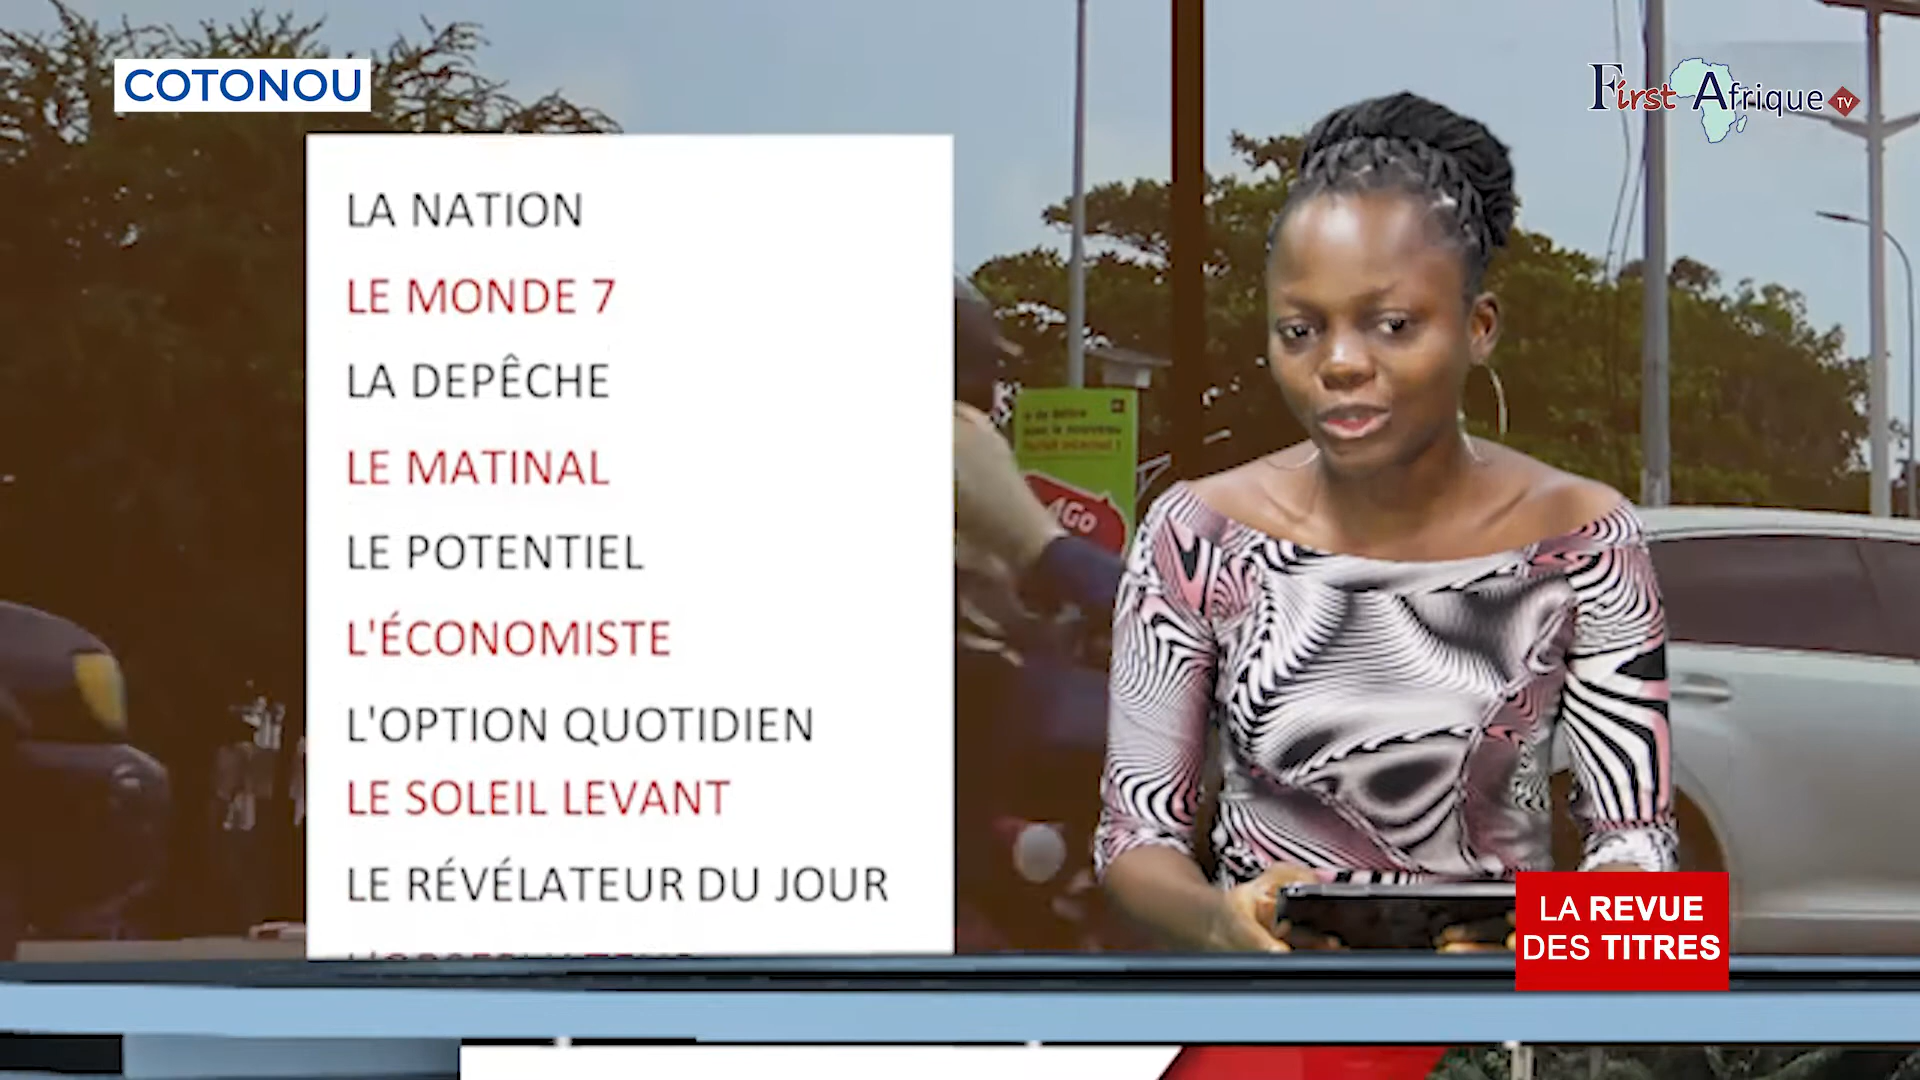 COTONOU
First Afrique TV
LA NATION
LE MONDE 7
LA DEPÊCHE
LE MATINAL
LE POTENTIEL
L'ÉCONOMISTE
L'OPTION QUOTIDIEN
LE SOLEIL LEVANT
LE RÉVÉLATEUR DU JOUR
4Go
LA REVUE
DES TITRES